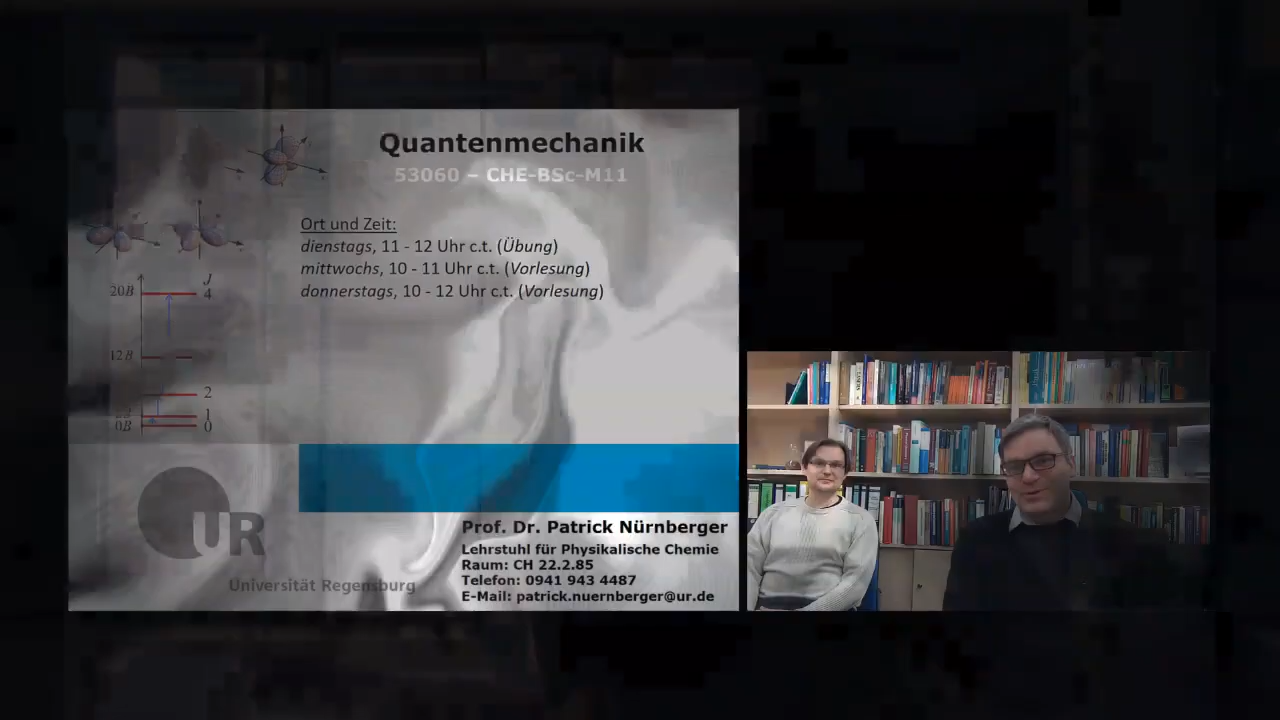 Quantenmechanik
53060 – CHE-BSc-M11
Ort und Zeit:
dienstags, 11 - 12 Uhr c.t. (Übung)
mittwochs, 10 - 11 Uhr c.t. (Vorlesung)
donnerstags, 10 - 12 Uhr c.t. (Vorlesung)
J
20B 4
12B
2
1
0B 0
UR
Universität Regensburg
Prof. Dr. Patrick Nürnberger
Lehrstuhl für Physikalische Chemie
Raum: CH 22.2.85
Telefon: 0941 943 4487
E-Mail: patrick.nuernberger@ur.de